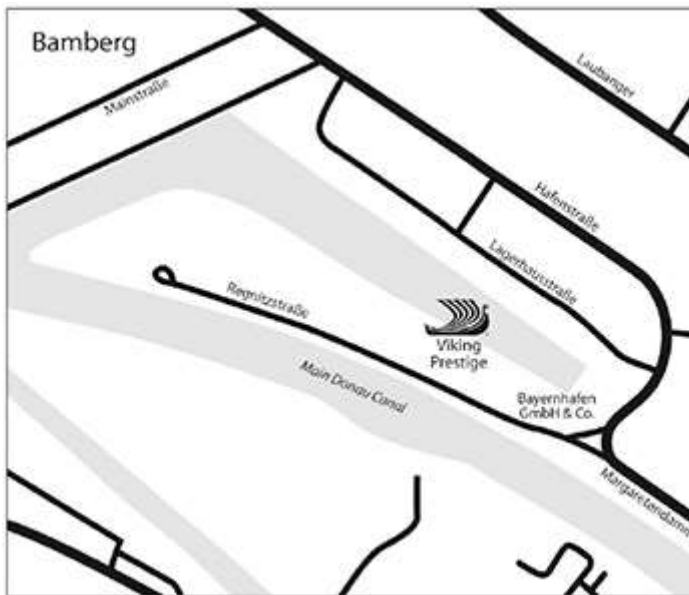 Bamberg
Mainstraße
Laubanger
Hafenstraße
Lagerhausstraße
Regnitzstraße
Viking
Prestige
Main Donau Canal
Bayernhafen
GmbH & Co.
Margaretendamm